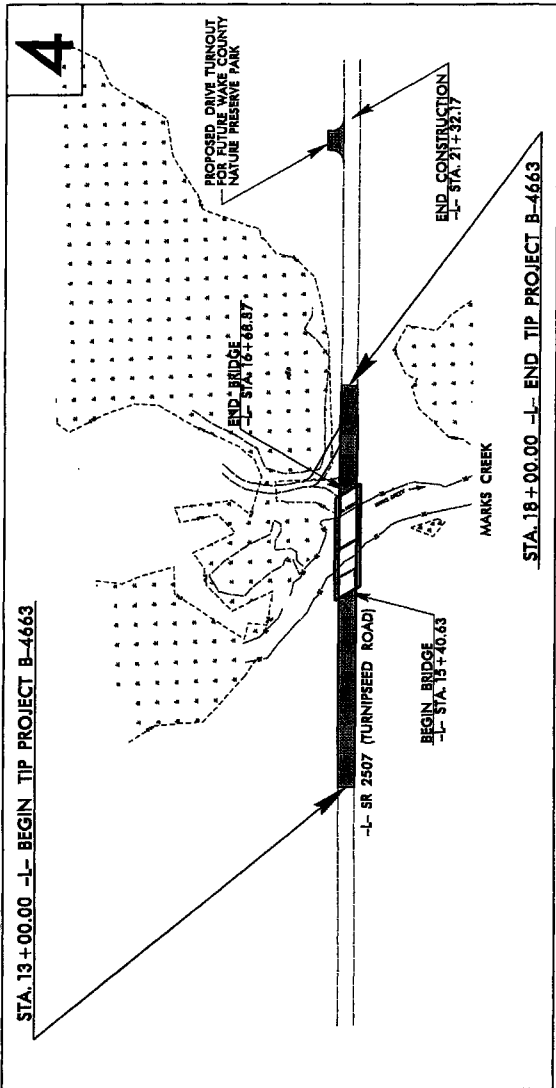 4
STA. 13+00.00 -L- BEGIN TIP PROJECT B-4663
PROPOSED DRIVE TURNOUT
FOR FUTURE WAKE COUNTY
NATURE PRESERVE PARK
END BRIDGE
-L- STA. 16+68.87
-L- SR 2507 (TURNIPSEED ROAD)
BEGIN BRIDGE
-L- STA. 15+40.63
MARKS CREEK
END CONSTRUCTION
-L- STA. 21+32.17
STA. 18+00.00 -L- END TIP PROJECT B-4663